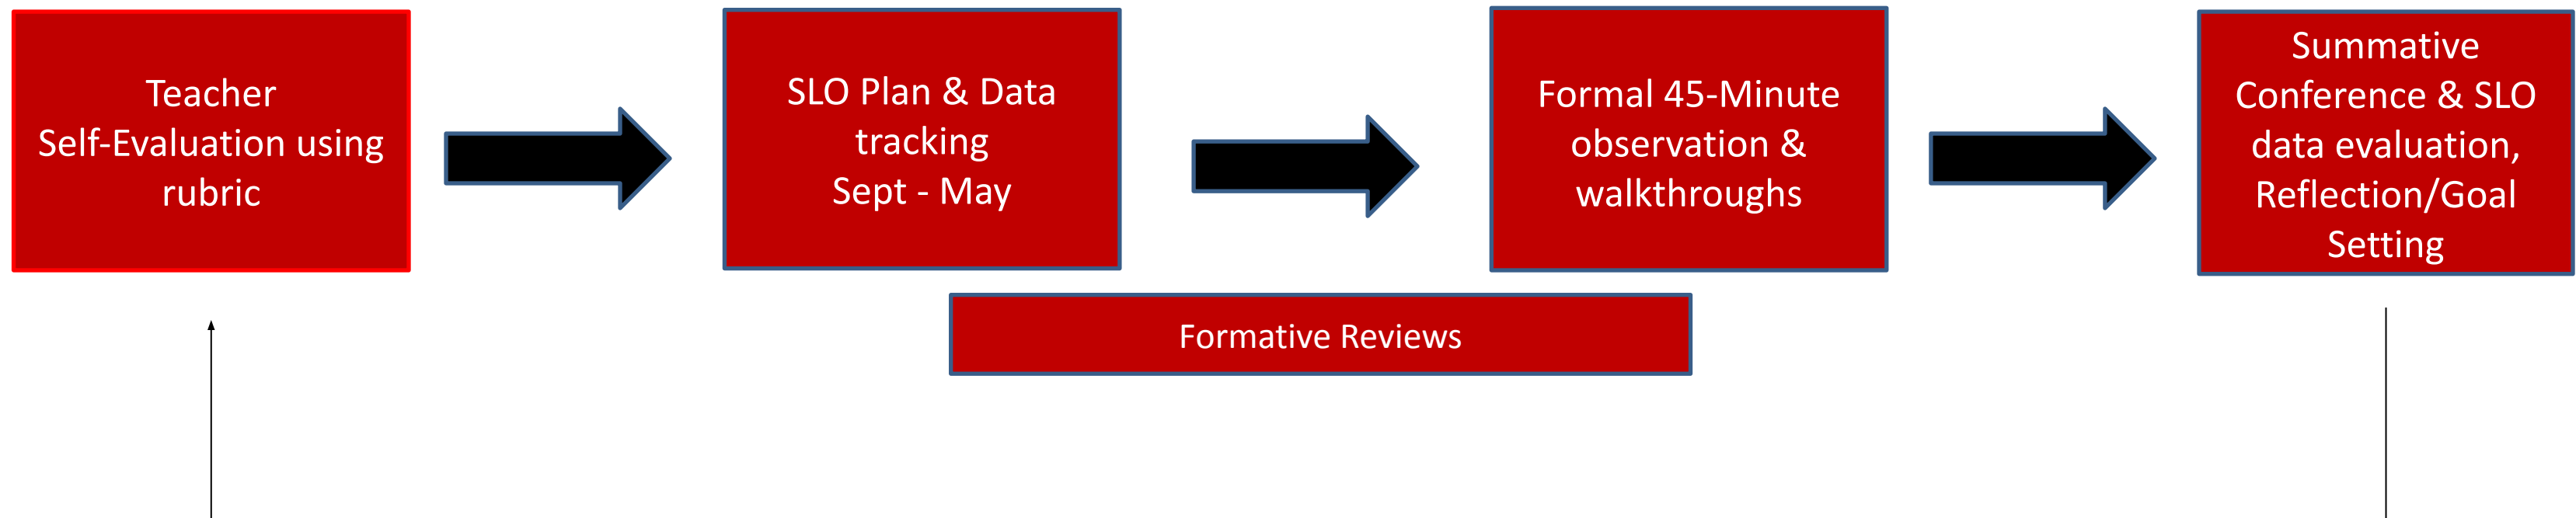 Teacher
Self-Evaluation using
rubric
SLO Plan & Data
tracking
Sept - May
Formal 45-Minute
observation &
walkthroughs
Summative
Conference & SLO
data evaluation,
Reflection/Goal
Setting
Formative Reviews